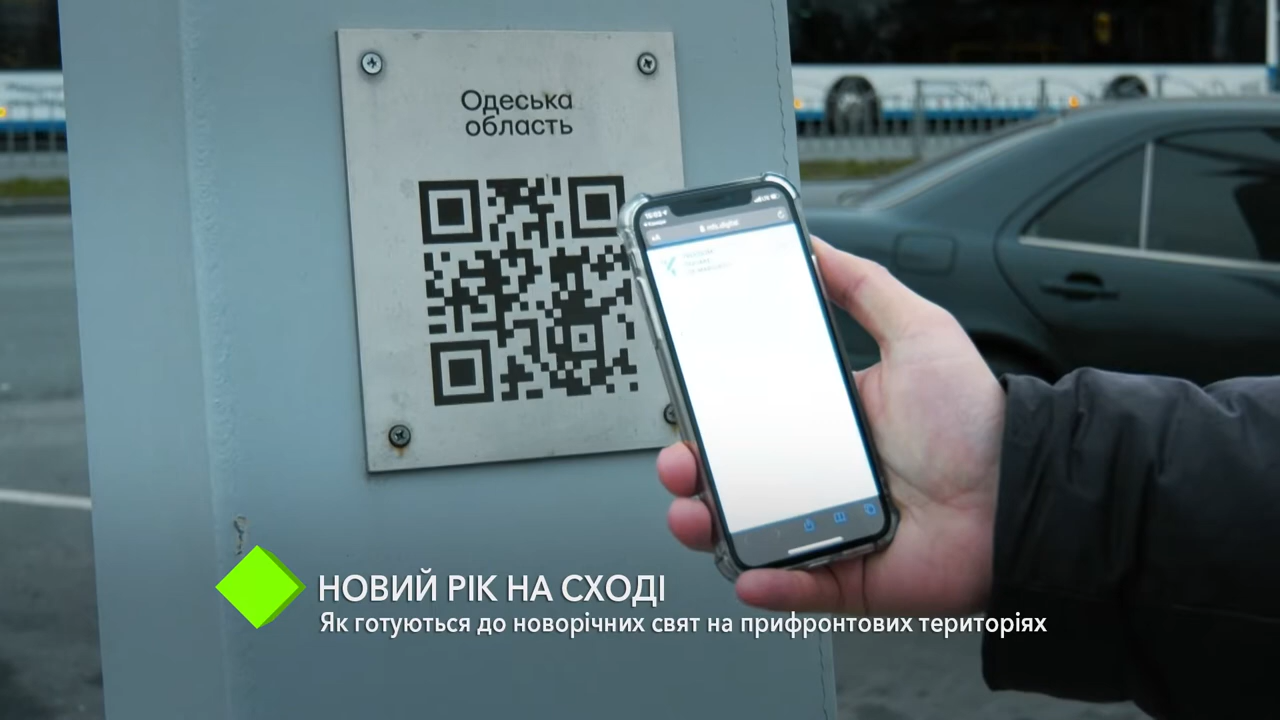 Одеська
область
НОВИЙ РІК НА СХОДІ
Як готуються до новорічних свят на прифронтових територіях